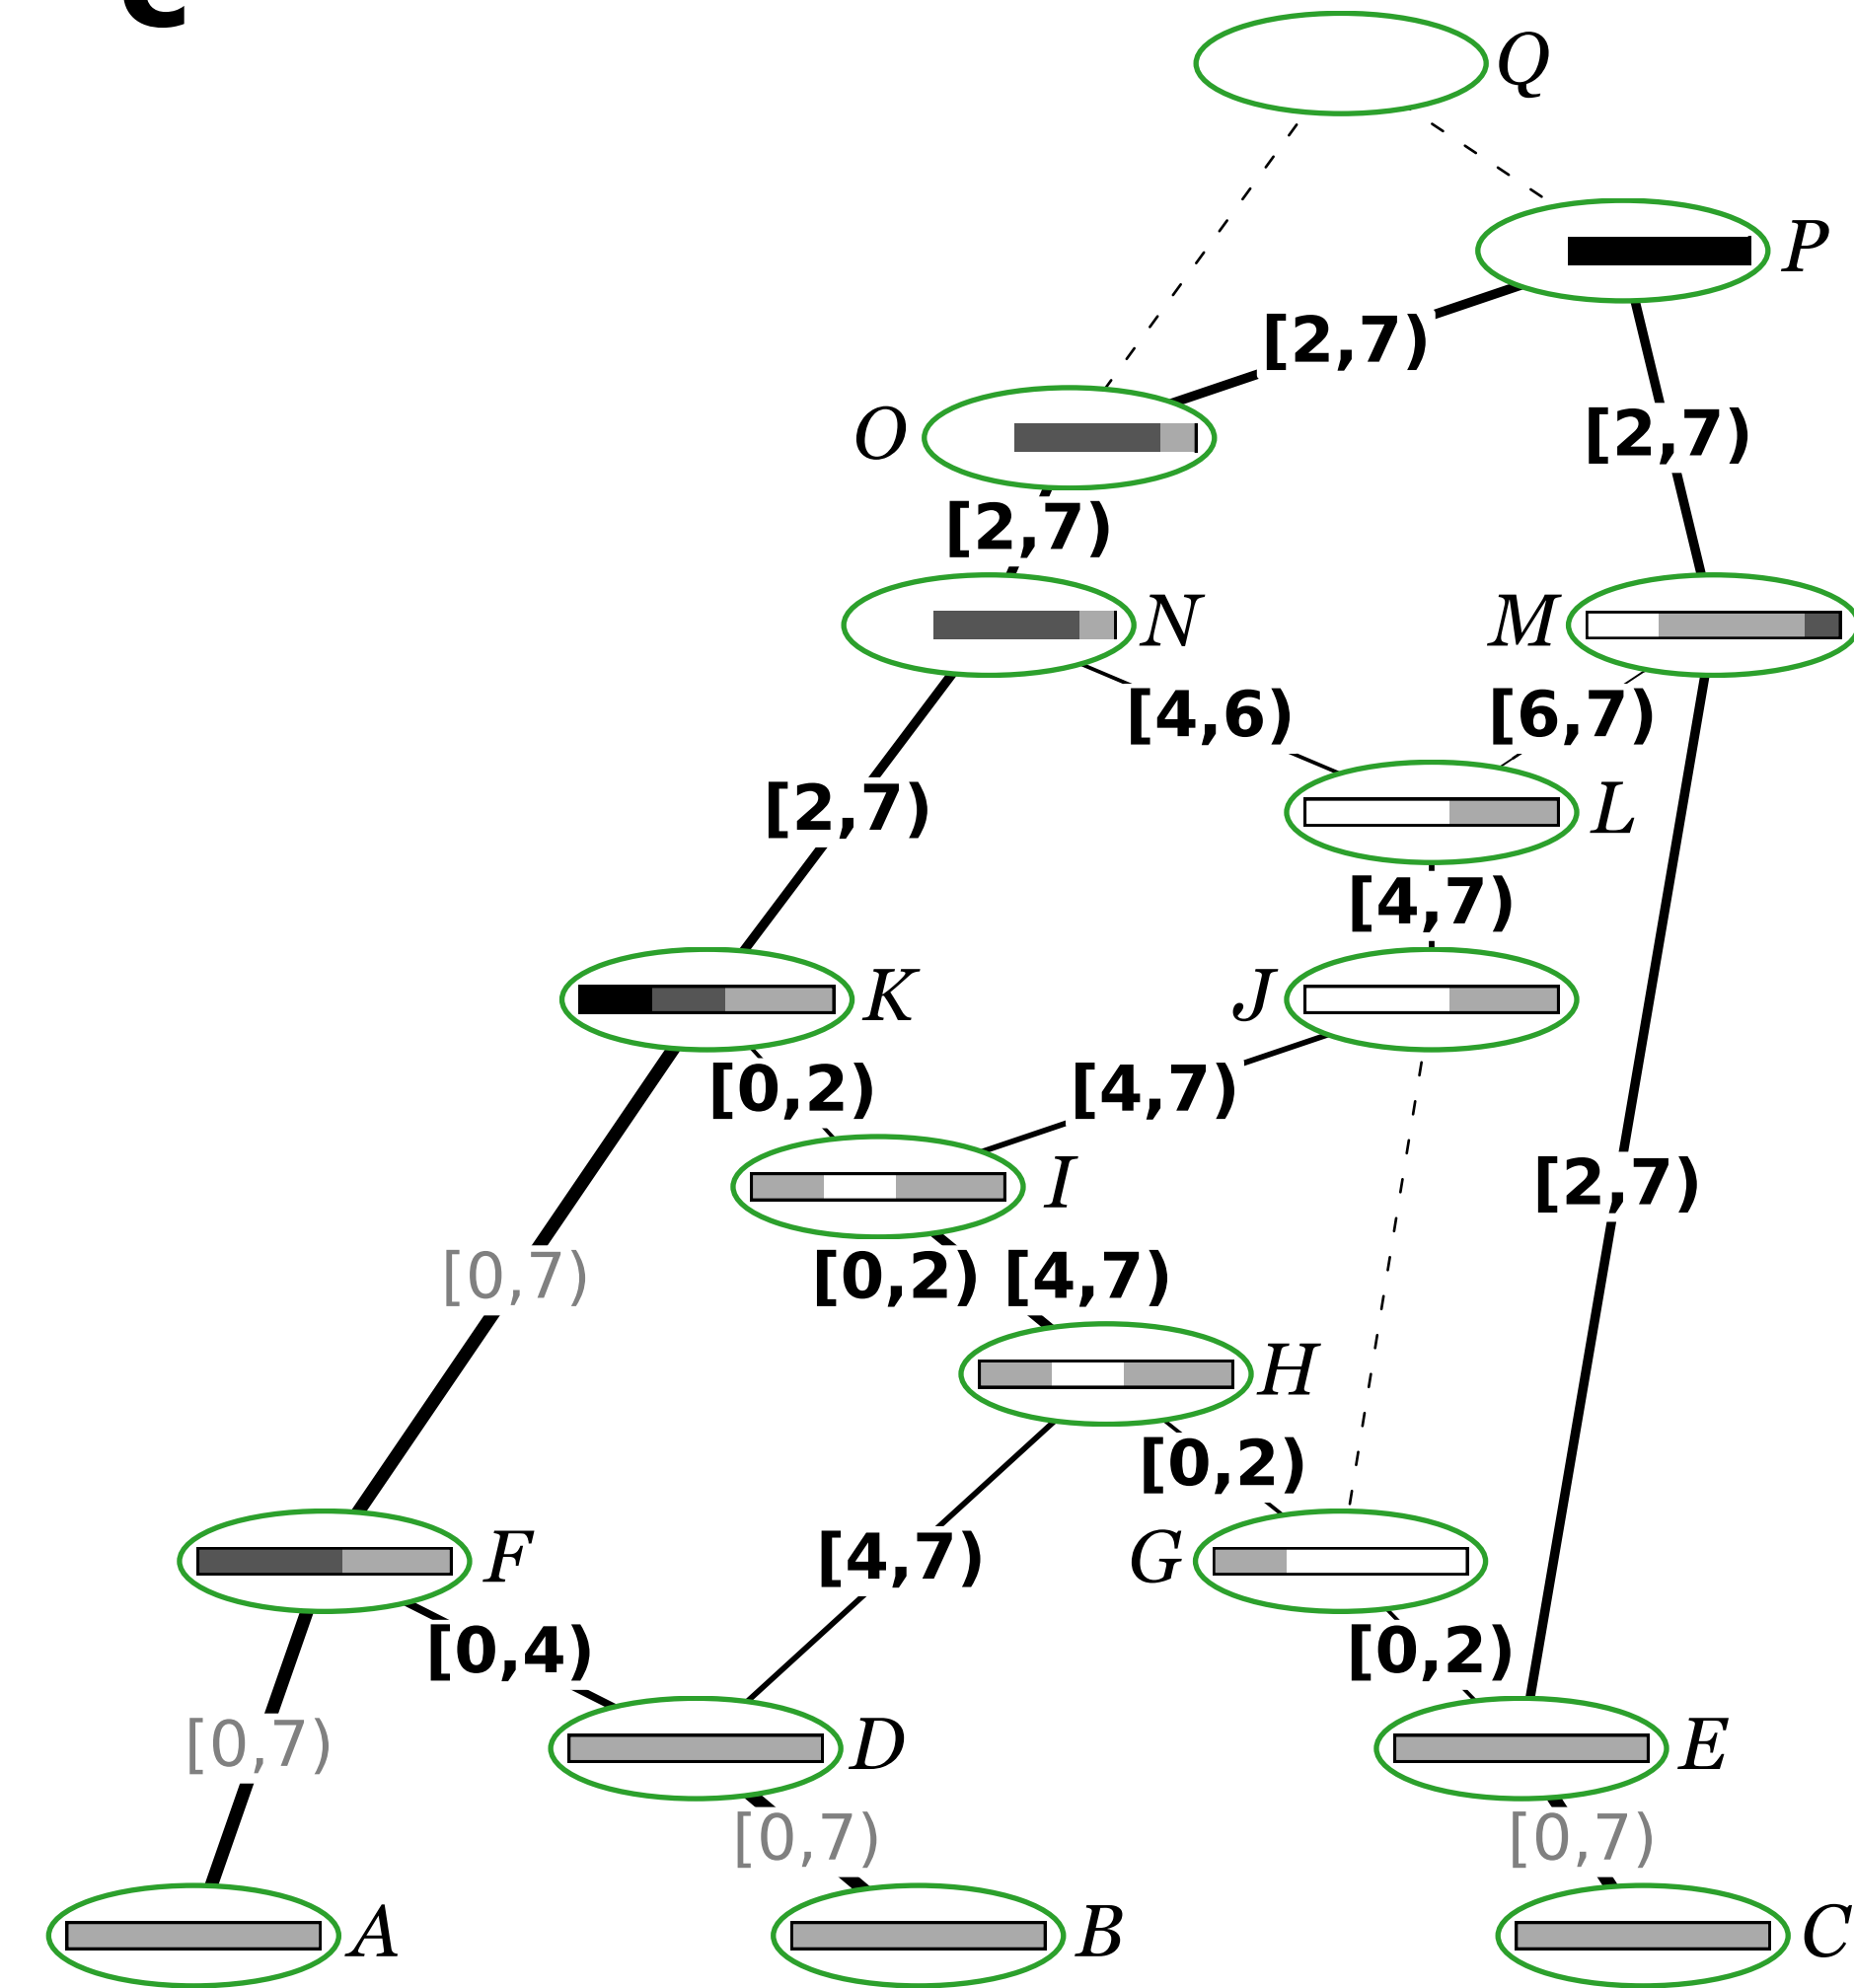 c
Q
P
[2,7)
O
[2,7)
[2,7)
N
M
[4,6)
[6,7)
[2,7)
L
[4,7)
K
J
[0,2)
[4,7)
I
[2,7)
[0,7)
[0,2) [4,7)
H
[0,2)
F
[4,7)
G
[0,4)
[0,2)
[0,7)
D
E
[0,7)
[0,7)
A
B
C